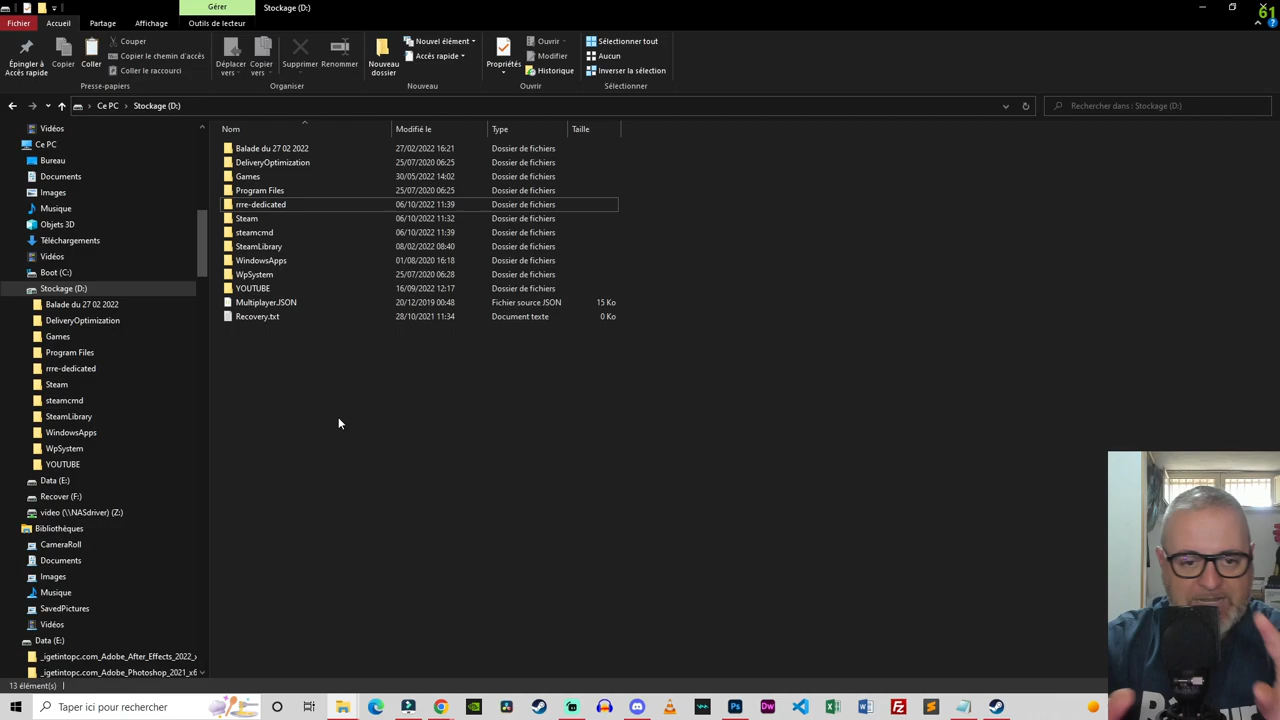 Gérer
Stockage (D:)
61
Fichier
Accueil
Partage
Affichage
Outils de lecteur
Épingler à
Accès rapide
Copier
Coller
Couper
Copier le chemin d'accès
Coller le raccourci
Presse-papiers
Déplacer
vers
Copier
vers
Supprimer
Renommer
Organiser
Nouveau
dossier
Nouvel élément
Accès rapide
Nouveau
Propriétés
Ouvrir
Modifier
Historique
Ouvrir
Sélectionner tout
Aucun
Inverser la sélection
Sélectionner
Ce PC > Stockage (D:)
Rechercher dans : Stockage (D:)
Vidéos
Ce PC
Bureau
Documents
Images
Musique
Objets 3D
Téléchargements
Vidéos
Boot (C:)
Stockage (D:)
Balade du 27 02 2022
DeliveryOptimization
Games
Program Files
rrre-dedicated
Steam
steamcmd
SteamLibrary
WindowsApps
WpSystem
YOUTUBE
Data (E:)
Recover (F:)
video (\\NASdriver) (Z:)
Bibliothèques
CameraRoll
Documents
Images
Musique
SavedPictures
Vidéos
Data (E:)
_igetintopc.com_Adobe_After_Effects_2022_x
_igetintopc.com_Adobe_Photoshop_2021_x6
Nom Modifié le Type Taille
Balade du 27 02 2022 27/02/2022 16:21 Dossier de fichiers
DeliveryOptimization 25/07/2020 06:25 Dossier de fichiers
Games 30/05/2022 14:02 Dossier de fichiers
Program Files 25/07/2020 06:25 Dossier de fichiers
rrre-dedicated 06/10/2022 11:39 Dossier de fichiers
Steam 06/10/2022 11:32 Dossier de fichiers
steamcmd 06/10/2022 11:39 Dossier de fichiers
SteamLibrary 08/02/2022 08:40 Dossier de fichiers
WindowsApps 01/08/2020 16:18 Dossier de fichiers
WpSystem 25/07/2020 06:28 Dossier de fichiers
YOUTUBE 16/09/2022 12:17 Dossier de fichiers
Multiplayer.JSON 20/12/2019 00:48 Fichier source JSON 15 Ko
Recovery.txt 28/10/2021 11:34 Document texte 0 Ko
13 élément(s)
Taper ici pour rechercher